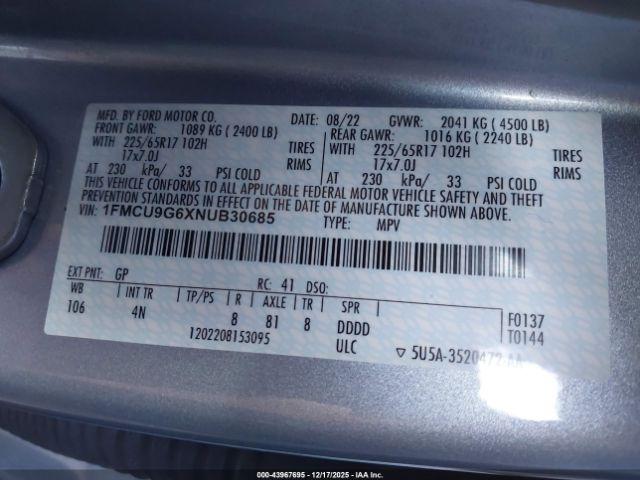 MFD. BY FORD MOTOR CO. DATE: 08/22 GVWR: 2041 KG ( 4500 LB)
FRONT GAWR: 1089 KG ( 2400 LB) REAR GAWR: 1016 KG ( 2240 LB)
WITH 225/65R17 102H TIRES WITH 225/65R17 102H TIRES
17x7.0J RIMS 17x7.0J RIMS
AT 230 kPa/ 33 PSI COLD AT 230 kPa/ 33 PSI COLD
THIS VEHICLE CONFORMS TO ALL APPLICABLE FEDERAL MOTOR VEHICLE SAFETY AND THEFT
PREVENTION STANDARDS IN EFFECT ON THE DATE OF MANUFACTURE SHOWN ABOVE.
VIN: 1FMCU9G6XNUB30685
TYPE: MPV
EXT PNT: GP RC: 41 DSO:
WB INT TR TP/PS R AXLE TR SPR
106 4N 8 81 8 DDDD
F0137
T0144
1202208153095 ULC
▽ 5U5A-3520472-AA
© 000-43967695 - 12/17/2025 - IAA Inc.